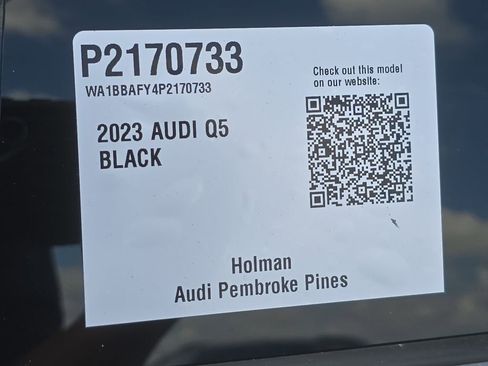 P2170733
WA1BBAFY4P2170733
Check out this model
on our website:
2023 AUDI Q5
BLACK
Holman
Audi Pembroke Pines